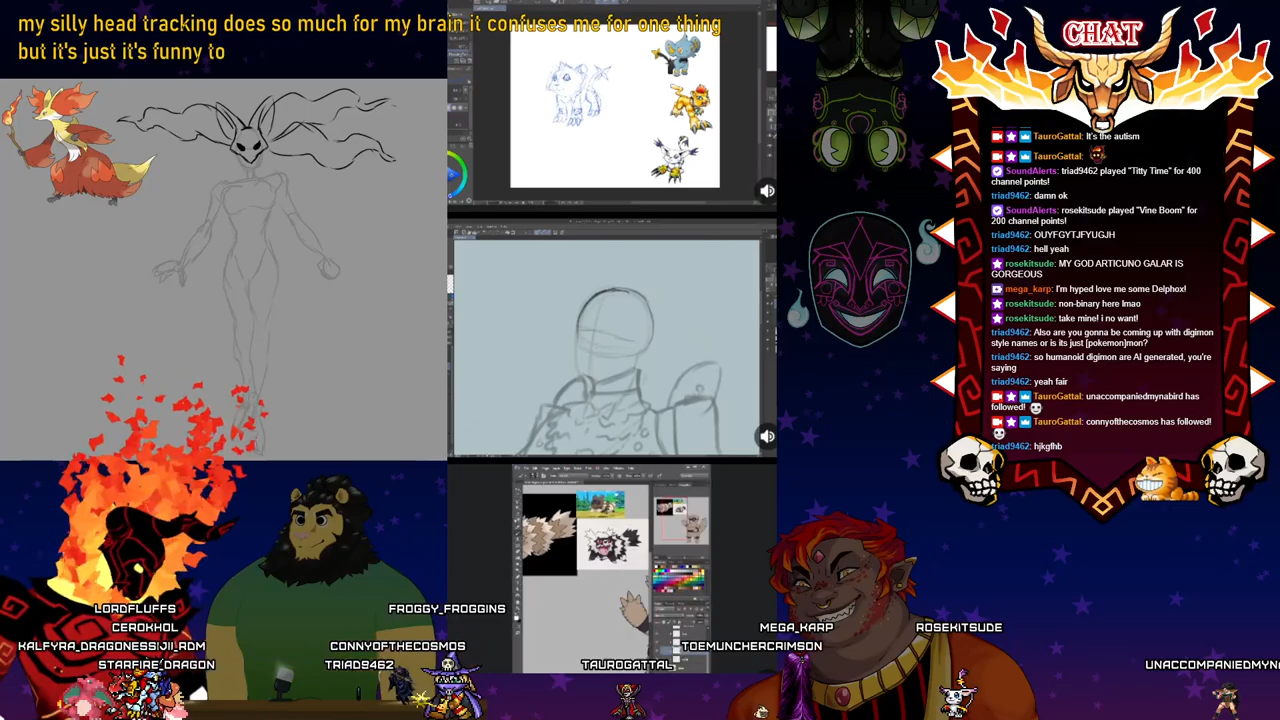 my silly head tracking does so much for my brain it confuses me for one thing
but it's just it's funny to
CHAT
TauroGattal: It's the autism
TauroGattal:
SoundAlerts: triad9462 played "Titty Time" for 400
channel points!
triad9462: damn ok
SoundAlerts: rosekitsude played "Vine Boom" for
200 channel points!
triad9462: OUYFGYTJFYUGJH
triad9462: hell yeah
rosekitsude: MY GOD ARTICUNO GALAR IS
GORGEOUS
mega_karp: I'm hyped love me some Delphox!
rosekitsude: non-binary here lmao
rosekitsude: take mine! i no want!
triad9462: Also are you gonna be coming up with digimon
style names or is its just [pokemon]mon?
triad9462: so humanoid digimon are AI generated, you're
saying
triad9462: yeah fair
TauroGattal: unaccompaniedmynabird has
followed!
TauroGattal: connyofthecosmos has followed!
triad9462: hjkgfhb
LORDFLUFFS
FROGGY_FROGGINS
CEROKHOL
MEGA_KARP
ROSEKITSUDE
KALFYRA_DRAGONESSIVJI_RDM
CONNYOFTHECOSMOS
TOEMUNCHERCRIMSON
STARFIRE_DRAGON
TRIAD9462
TAUROGATTAL
UNACCOMPANIEDMYNA